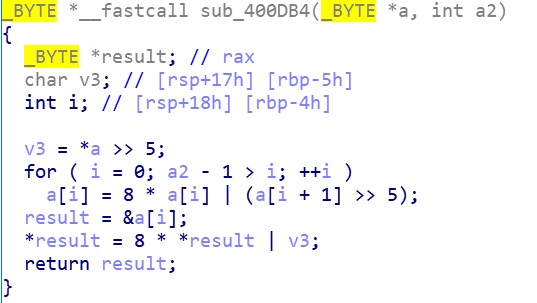 _BYTE *__fastcall sub_400DB4(_BYTE *a, int a2)
{
_BYTE *result; // rax
char v3; // [rsp+17h] [rbp-5h]
int i; // [rsp+18h] [rbp-4h]
v3 = *a >> 5;
for ( i = 0; a2 - 1 > i; ++i )
a[i] = 8 * a[i] | (a[i + 1] >> 5);
result = &a[i];
*result = 8 * *result | v3;
return result;
}